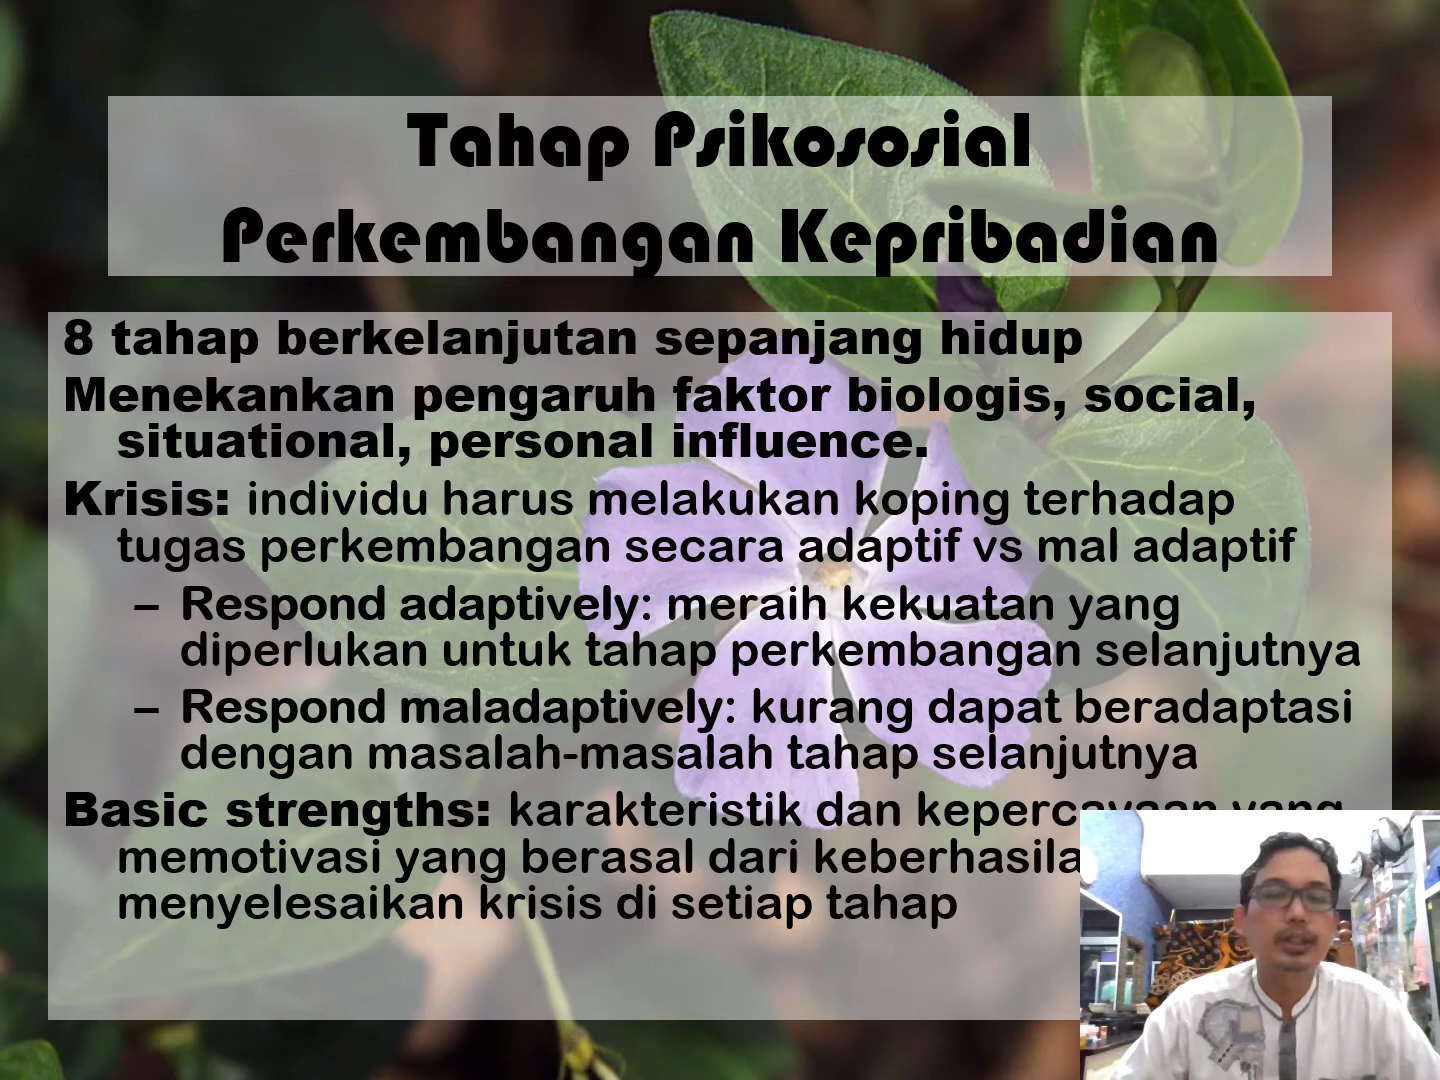 Tahap Psikososial
Perkembangan Kepribadian
8 tahap berkelanjutan sepanjang hidup
Menekankan pengaruh faktor biologis, social,
situational, personal influence.
Krisis: individu harus melakukan koping terhadap
tugas perkembangan secara adaptif vs mal adaptif
– Respond adaptively: meraih kekuatan yang
diperlukan untuk tahap perkembangan selanjutnya
– Respond maladaptively: kurang dapat beradaptasi
dengan masalah-masalah tahap selanjutnya
Basic strengths: karakteristik dan kepercayaan yang
memotivasi yang berasal dari keberhasila
menyelesaikan krisis di setiap tahap